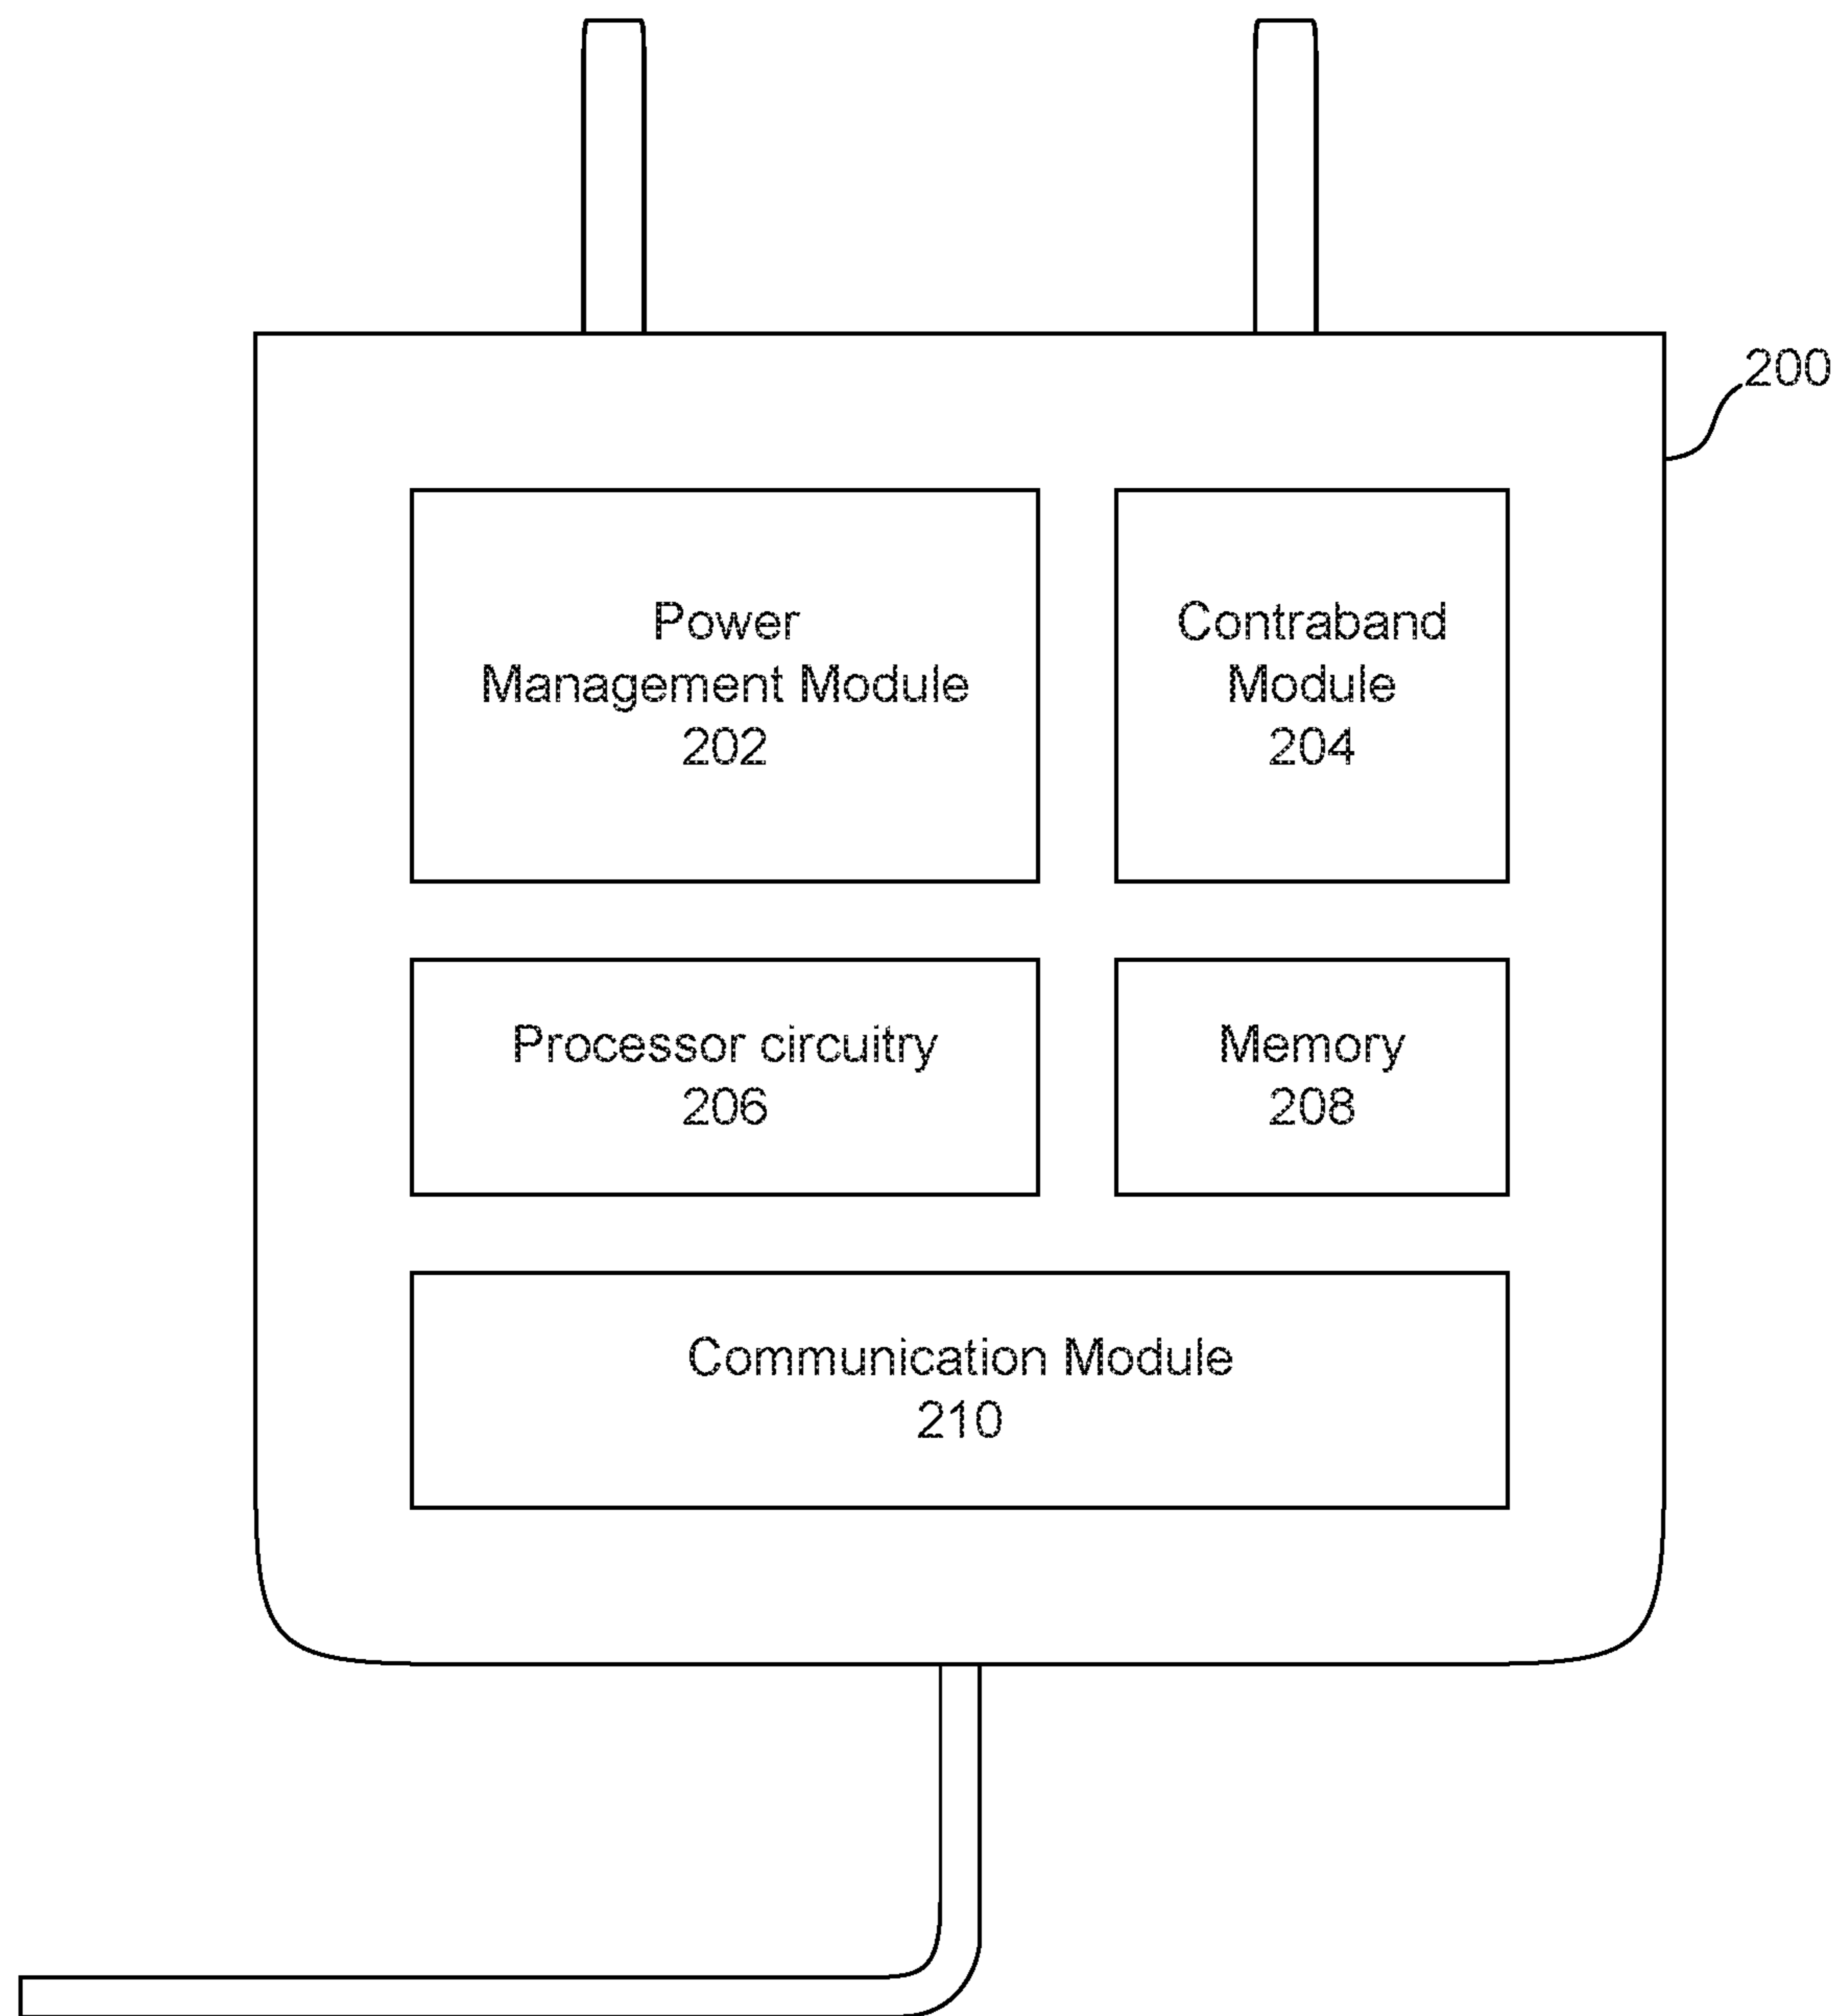 200
Power
Management Module
202
Contraband
Module
204
Processor circuitry
206
Memory
208
Communication Module
210